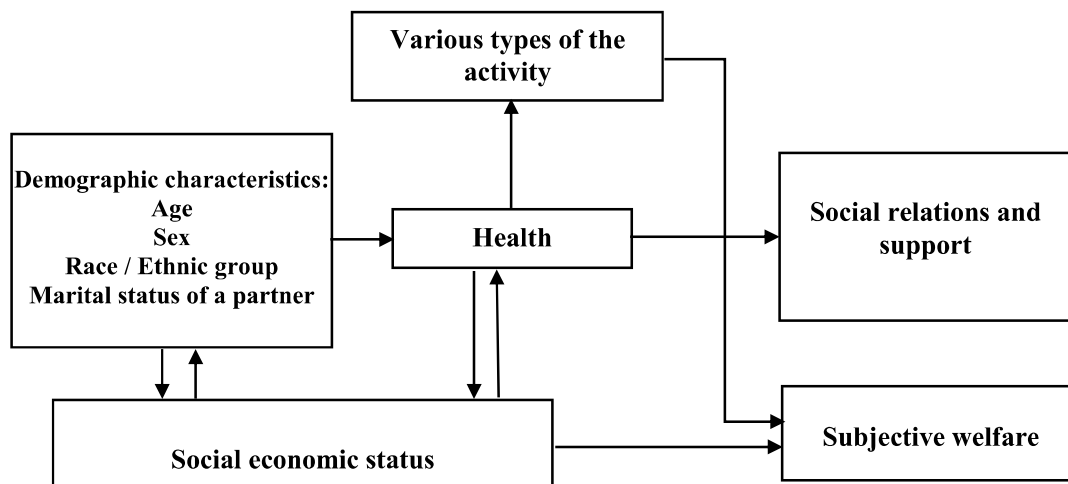 Various types of the
activity
Demographic characteristics:
Age
Sex
Race / Ethnic group
Marital status of a partner
Health
Social relations and
support
Social economic status
Subjective welfare